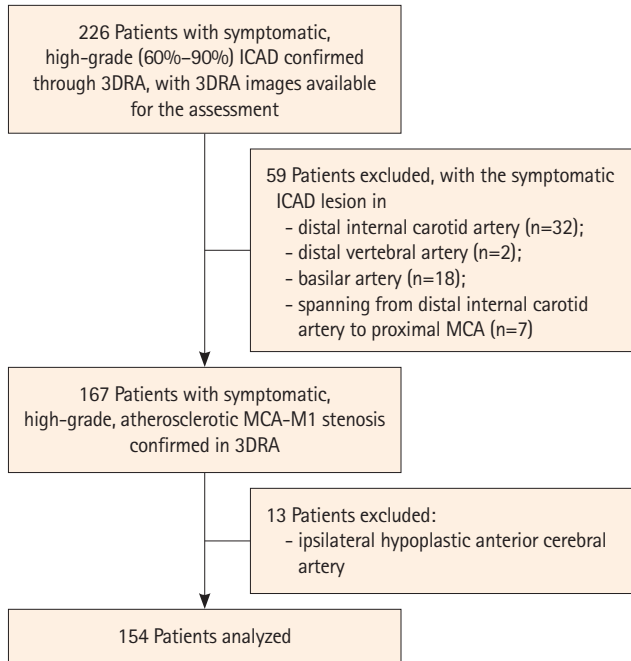 226 Patients with symptomatic,
high-grade (60%–90%) ICAD confirmed
through 3DRA, with 3DRA images available
for the assessment
59 Patients excluded, with the symptomatic
ICAD lesion in
- distal internal carotid artery (n=32);
- distal vertebral artery (n=2);
- basilar artery (n=18);
- spanning from distal internal carotid
artery to proximal MCA (n=7)
167 Patients with symptomatic,
high-grade, atherosclerotic MCA-M1 stenosis
confirmed in 3DRA
13 Patients excluded:
- ipsilateral hypoplastic anterior cerebral
artery
154 Patients analyzed